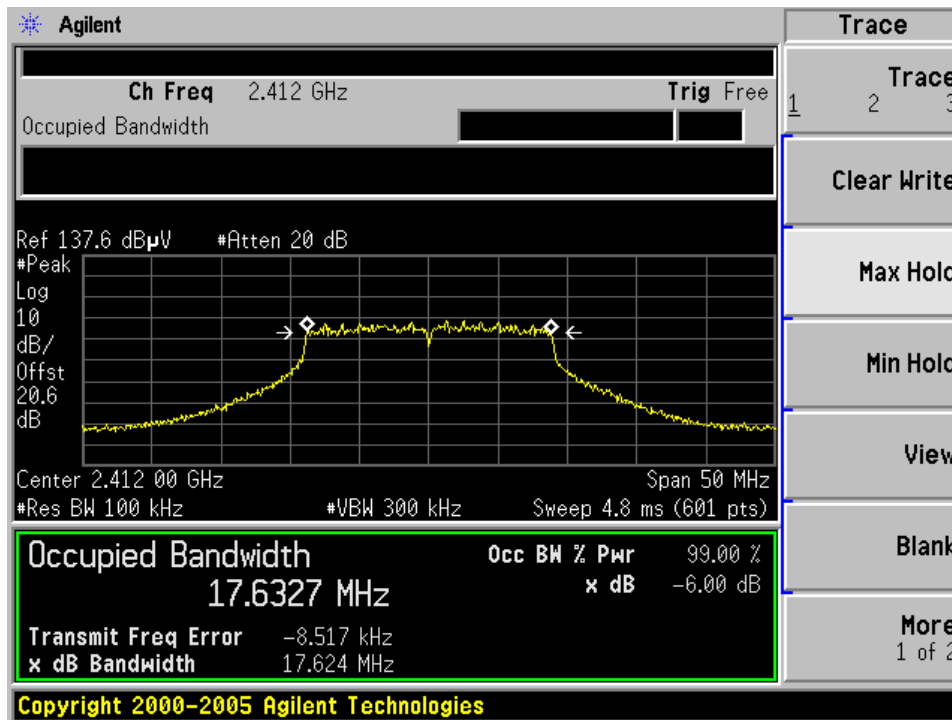 Agilent
Trace
Ch Freq 2.412 GHz Trig Free
Occupied Bandwidth
Ref 137.6 dBµV #Atten 20 dB
#Peak
Log
10
dB/
Offst
20.6
dB
Center 2.412 00 GHz Span 50 MHz
#Res BW 100 kHz #VBW 300 kHz Sweep 4.8 ms (601 pts)
Occupied Bandwidth
17.6327 MHz
Occ BW % Pwr 99.00 %
x dB -6.00 dB
Transmit Freq Error -8.517 kHz
x dB Bandwidth 17.624 MHz
Copyright 2000-2005 Agilent Technologies
Trace
1 2 3
Clear Write
Max Hold
Min Hold
View
Blank
More
1 of 2